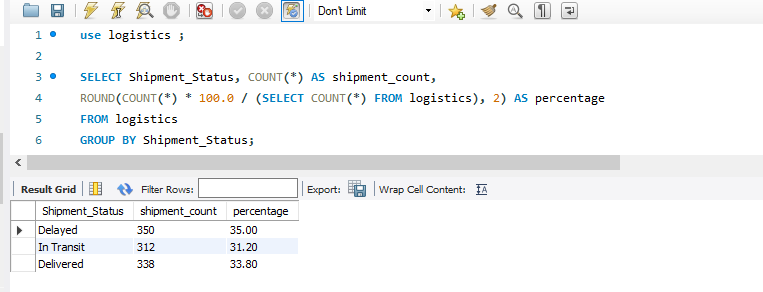 Don't Limit
1 use logistics ;
2
3 SELECT Shipment_Status, COUNT(*) AS shipment_count,
4 ROUND(COUNT(*) * 100.0 / (SELECT COUNT(*) FROM logistics), 2) AS percentage
5 FROM logistics
6 GROUP BY Shipment_Status;
Result Grid Filter Rows: Export: Wrap Cell Content:
Shipment_Status shipment_count percentage
Delayed 350 35.00
In Transit 312 31.20
Delivered 338 33.80